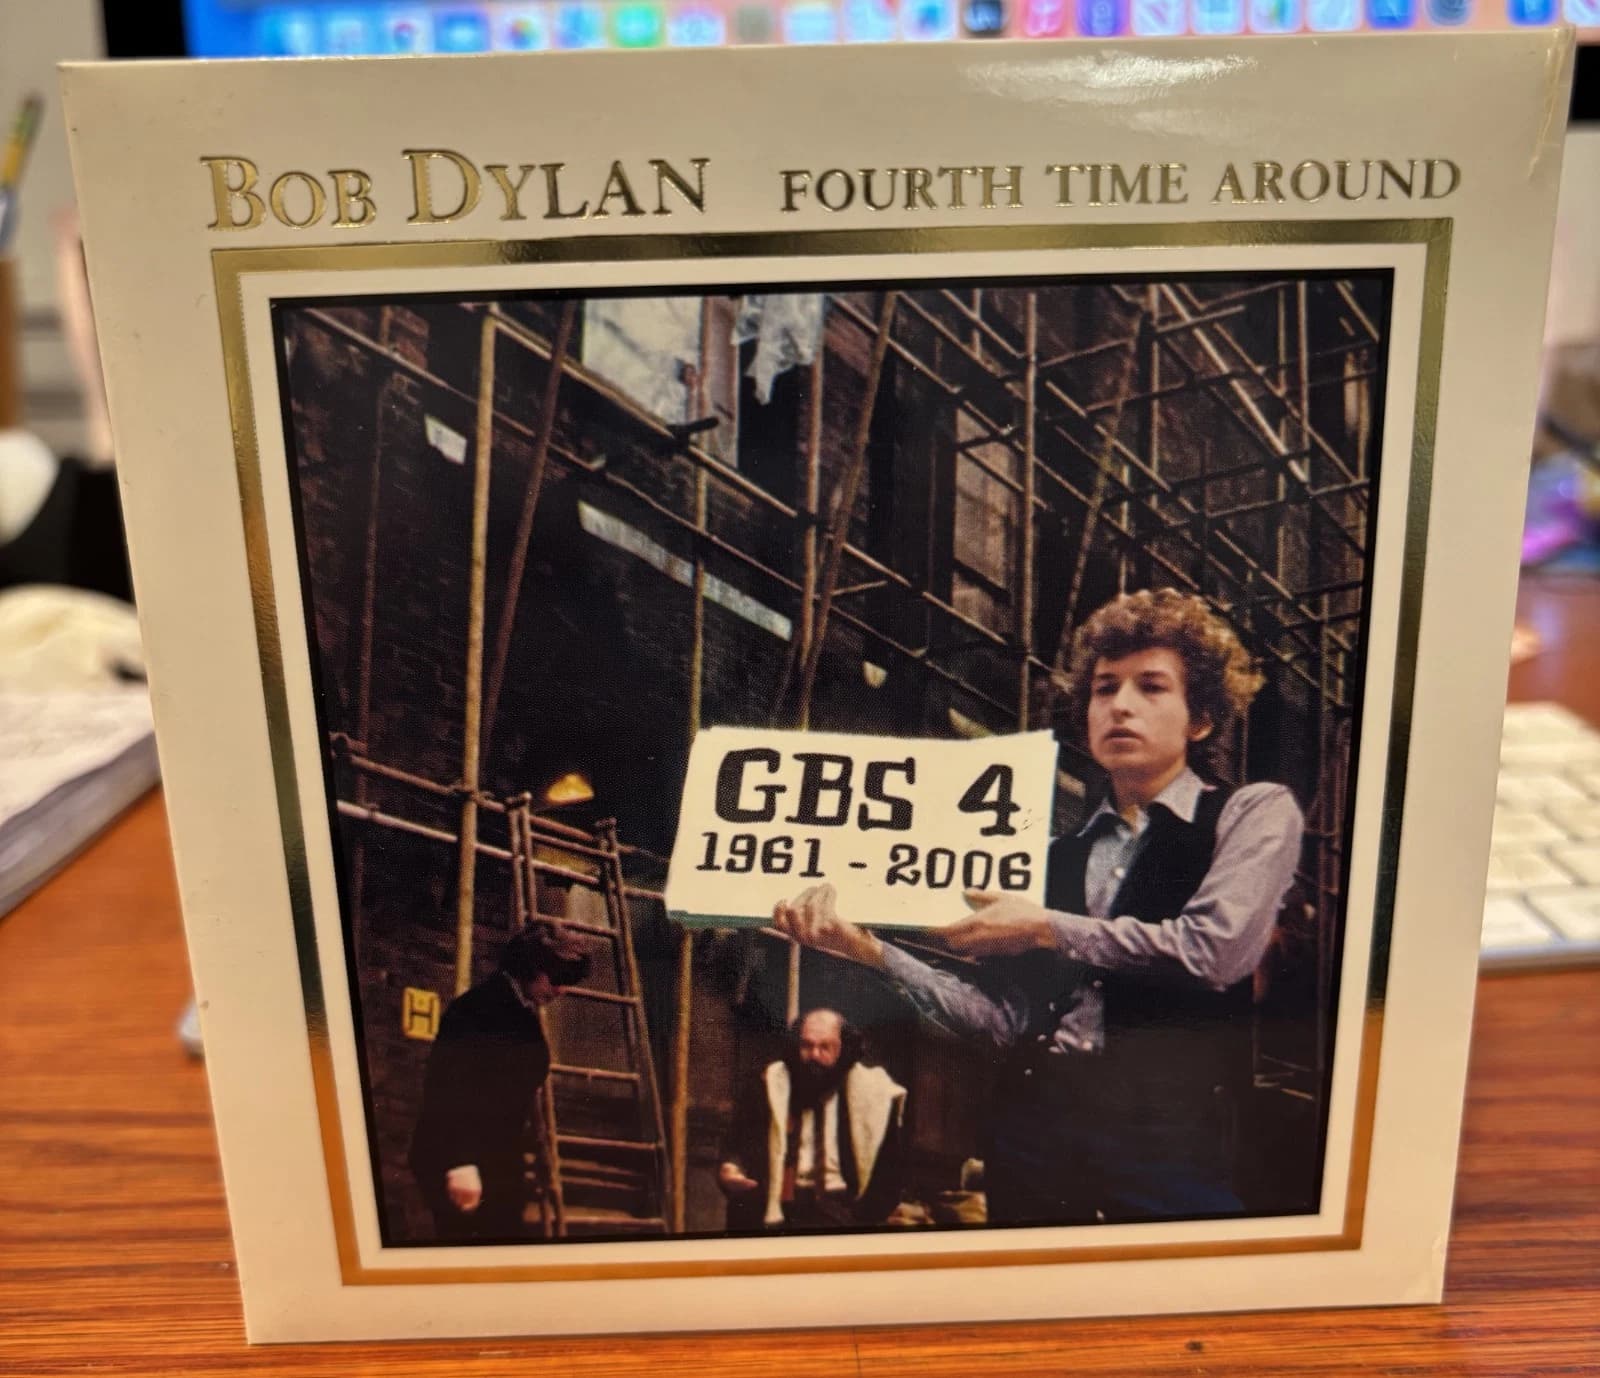 BOB DYLAN FOURTH TIME AROUND
GBS 4
1961 - 2006
H